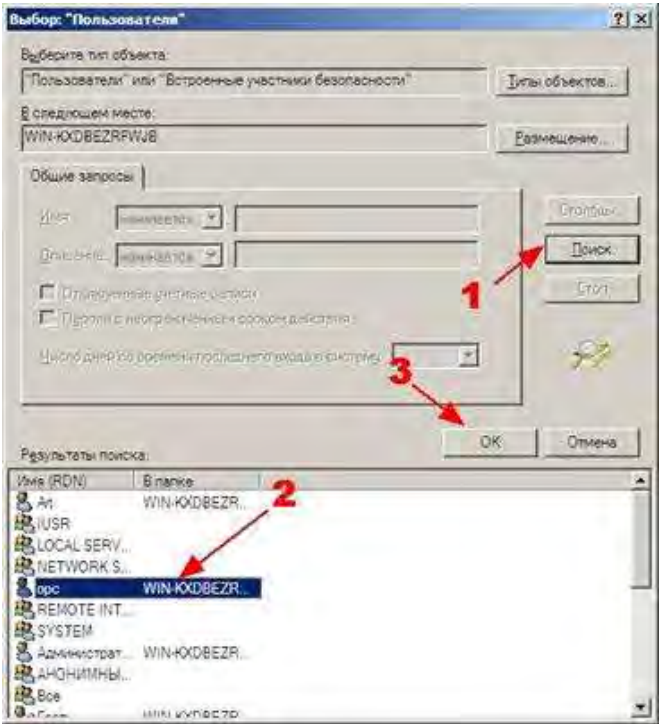 Выбор: "Пользователи"
Выберите тип объекта:
"Пользователи" или "Встроенные участники безопасности"
Типы объектов...
В следующем месте:
WIN-KXDBEZRFWJB
Размещение...
Общие запросы
Имя: начинается
Столбцы...
Описание: начинается
Поиск
1
Стоп
Отключенные учетные записи
Пароли с неограниченным сроком действия
Число дней со времени последнего входа в систему:
3
OK Отмена
Результаты поиска:
Имя (RDN) В папке
2
Art WIN-KXDBEZR...
IUSR
LOCAL SERV...
NETWORK S...
opc WIN-KXDBEZR...
REMOTE INT...
SYSTEM
Администрат... WIN-KXDBEZR...
АНОНИМНЫ...
Все